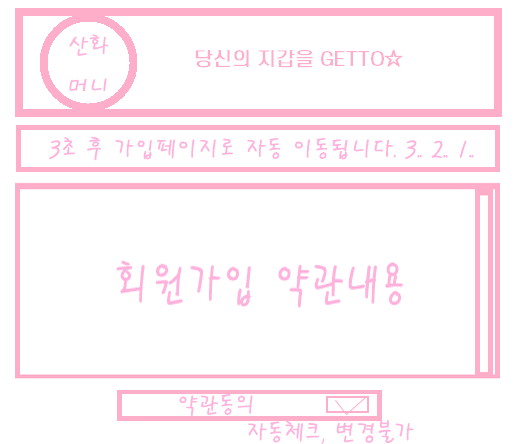 산화
머니
당신의 지갑을 GETTO☆
3초 후 가입페이지로 자동 이동됩니다. 3.. 2.. 1..
회원가입 약관내용
약관동의
자동체크, 변경불가